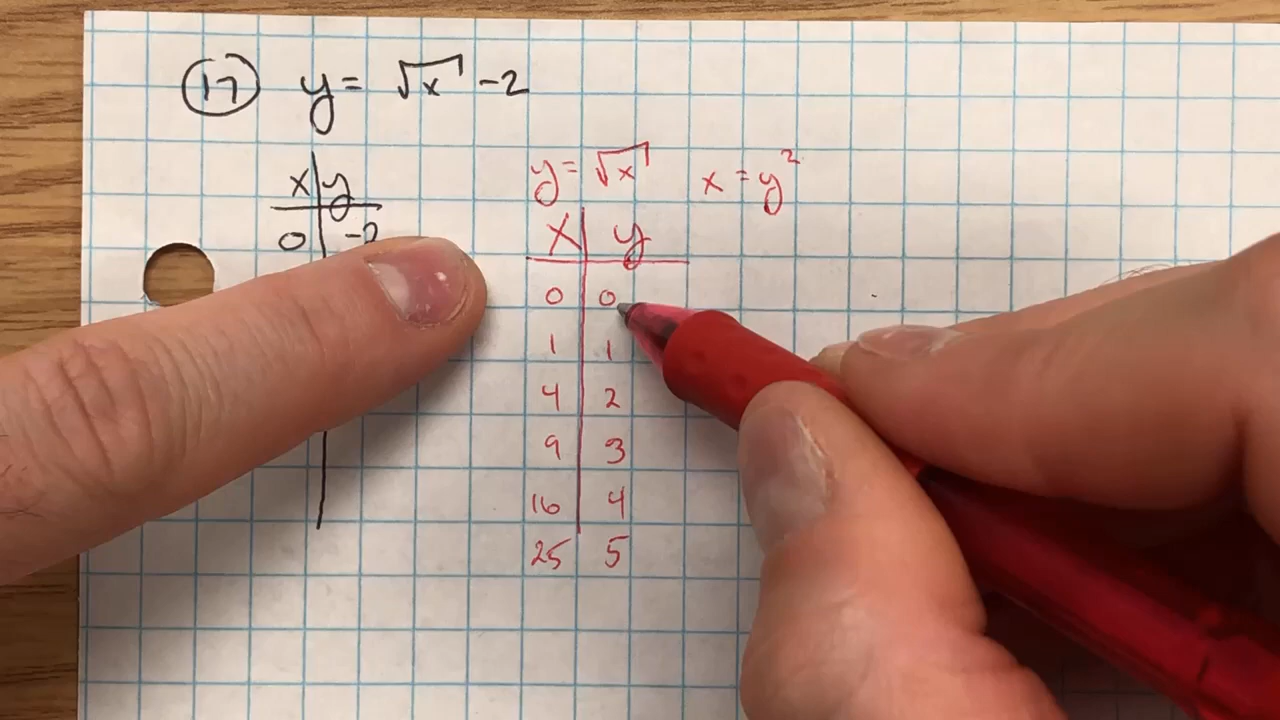 17 y = √x - 2
x y
0 -2
y = √x x = y²
x y
0 0
1 1
4 2
9 3
16 4
25 5